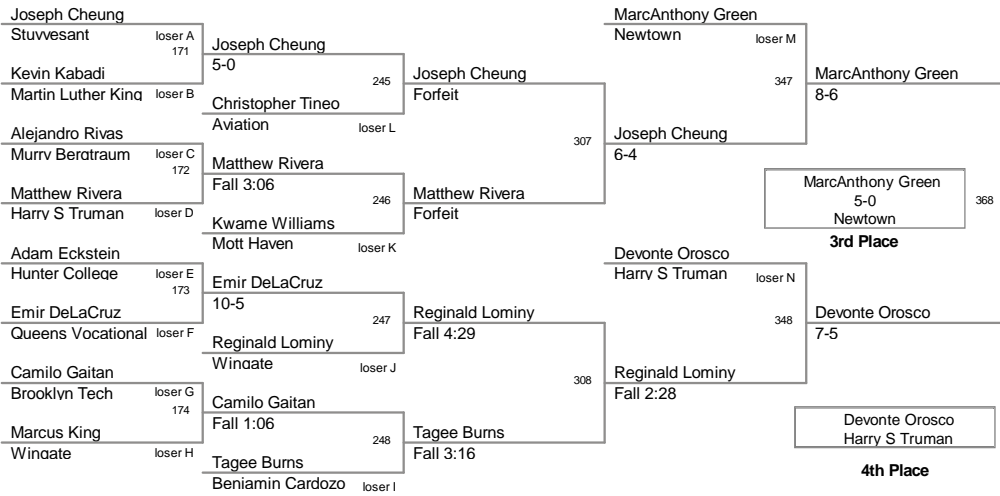 Joseph Cheung
Stuyvesant
loser A
171
Kevin Kabadi
Martin Luther King
loser B
Joseph Cheung
5-0
245
Christopher Tineo
Aviation
loser L
Alejandro Rivas
Murry Bergtraum
loser C
172
Matthew Rivera
Harry S Truman
loser D
Matthew Rivera
Fall 3:06
246
Kwame Williams
Mott Haven
loser K
Joseph Cheung
Forfeit
307
Matthew Rivera
Forfeit
Adam Eckstein
Hunter College
loser E
173
Emir DeLaCruz
Queens Vocational
loser F
Emir DeLaCruz
10-5
247
Reginald Lominy
Wingate
loser J
Camilo Gaitan
Brooklyn Tech
loser G
174
Marcus King
Wingate
loser H
Camilo Gaitan
Fall 1:06
248
Tagee Burns
Benjamin Cardozo
loser I
Reginald Lominy
Fall 4:29
308
Tagee Burns
Fall 3:16
MarcAnthony Green
Newtown
loser M
347
Joseph Cheung
6-4
MarcAnthony Green
8-6
MarcAnthony Green
5-0
Newtown
368
3rd Place
Devonte Orosco
Harry S Truman
loser N
348
Reginald Lominy
Fall 2:28
Devonte Orosco
7-5
Devonte Orosco
Harry S Truman
4th Place